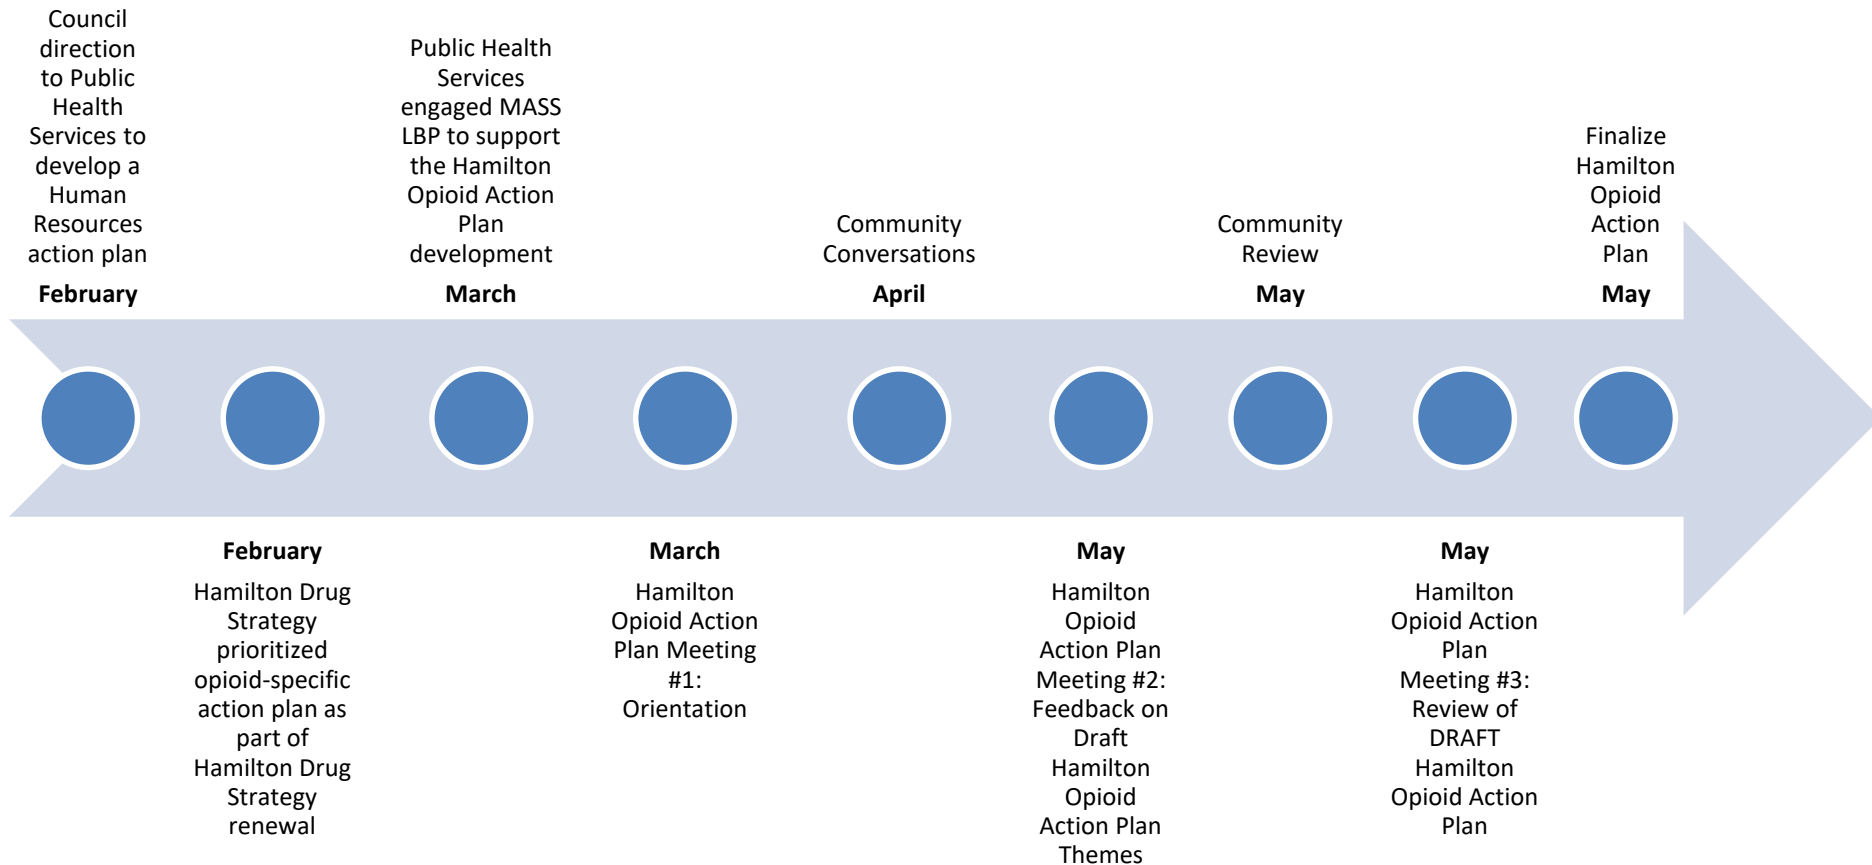 Council
direction
to Public
Health
Services to
develop a
Human
Resources
action plan
February
Public Health
Services
engaged MASS
LBP to support
the Hamilton
Opioid Action
Plan
development
March
Community
Conversations
April
Community
Review
May
Finalize
Hamilton
Opioid
Action
Plan
May
February
Hamilton Drug
Strategy
prioritized
opioid-specific
action plan as
part of
Hamilton Drug
Strategy
renewal
March
Hamilton
Opioid Action
Plan Meeting
#1:
Orientation
May
Hamilton
Opioid
Action Plan
Meeting #2:
Feedback on
Draft
Hamilton
Opioid
Action Plan
Themes
May
Hamilton
Opioid Action
Plan
Meeting #3:
Review of
DRAFT
Hamilton
Opioid Action
Plan